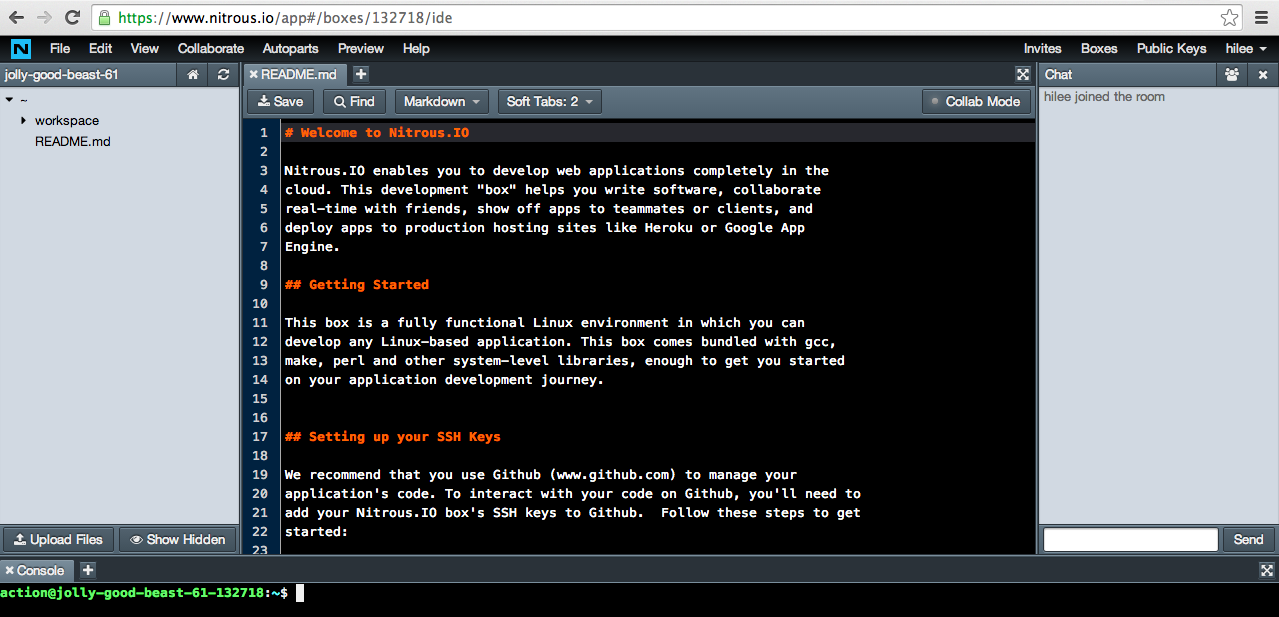 https://www.nitrous.io/app#/boxes/132718/ide
N File Edit View Collaborate Autoparts Preview Help Invites Boxes Public Keys hilee
jolly-good-beast-61
README.md
Chat
Save Find Markdown Soft Tabs: 2 Collab Mode
hilee joined the room
~
workspace
README.md
1 # Welcome to Nitrous.IO
2
3 Nitrous.IO enables you to develop web applications completely in the
4 cloud. This development "box" helps you write software, collaborate
5 real-time with friends, show off apps to teammates or clients, and
6 deploy apps to production hosting sites like Heroku or Google App
7 Engine.
8
9 ## Getting Started
10
11 This box is a fully functional Linux environment in which you can
12 develop any Linux-based application. This box comes bundled with gcc,
13 make, perl and other system-level libraries, enough to get you started
14 on your application development journey.
15
16
17 ## Setting up your SSH Keys
18
19 We recommend that you use Github (www.github.com) to manage your
20 application's code. To interact with your code on Github, you'll need to
21 add your Nitrous.IO box's SSH keys to Github.  Follow these steps to get
22 started:
23
Upload Files Show Hidden
Send
Console
action@jolly-good-beast-61-132718:~$